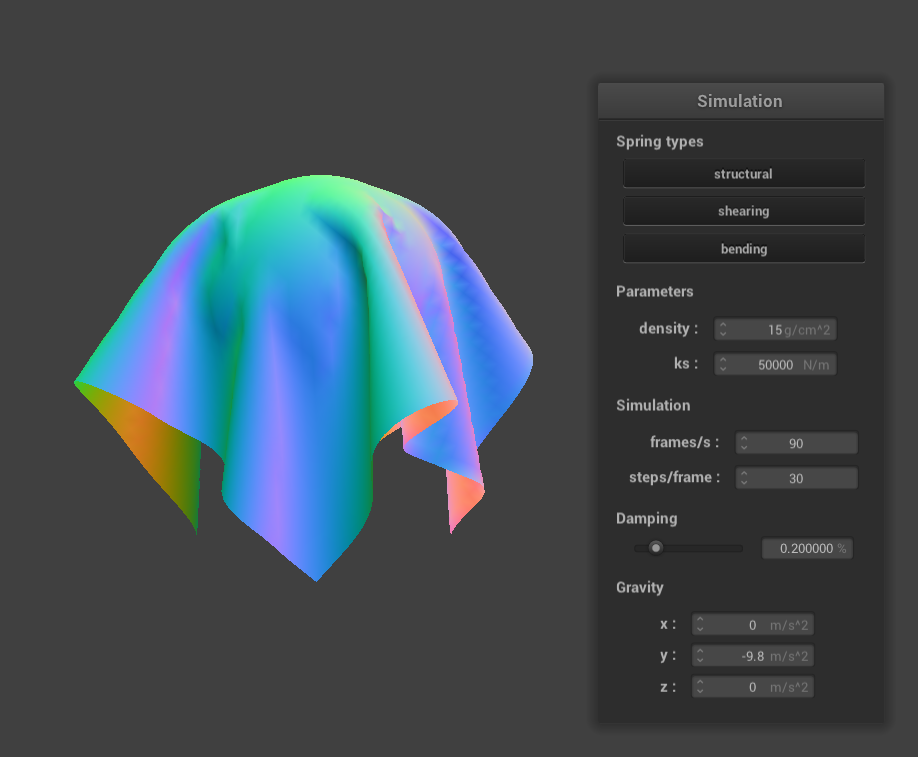 Simulation
Spring types
structural
shearing
bending
Parameters
density : 15 g/cm^2
ks : 50000 N/m
Simulation
frames/s : 90
steps/frame : 30
Damping
0.200000 %
Gravity
x : 0 m/s^2
y : -9.8 m/s^2
z : 0 m/s^2